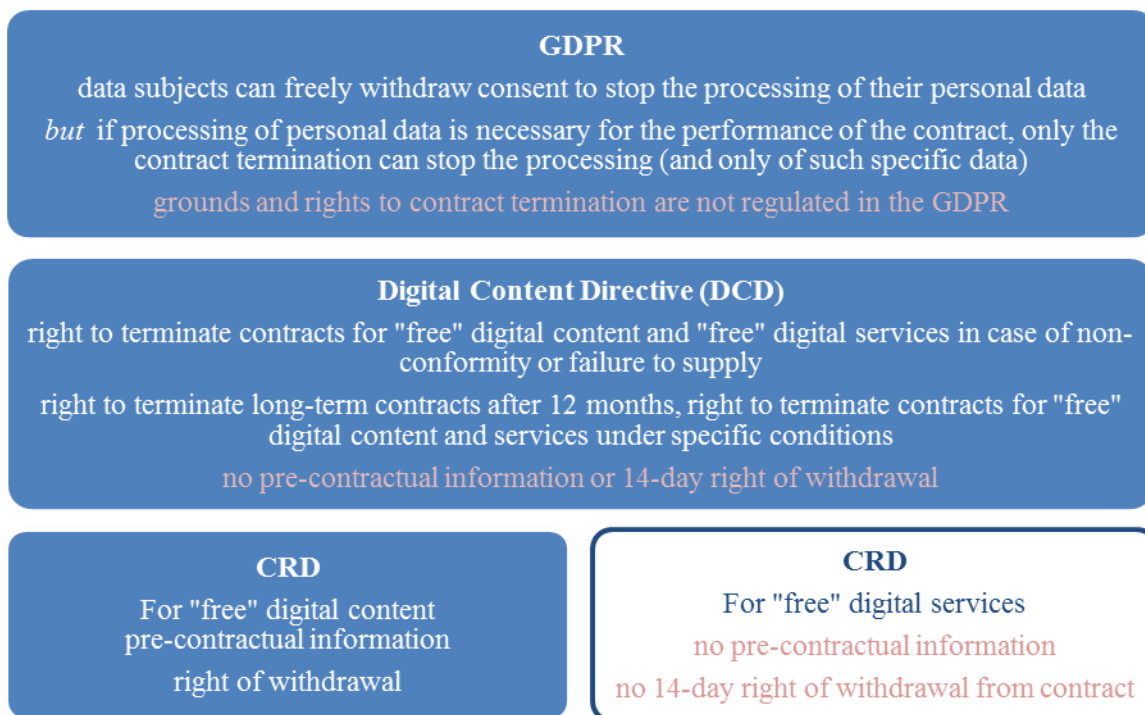 GDPR
data subjects can freely withdraw consent to stop the processing of their personal data
but if processing of personal data is necessary for the performance of the contract, only the
contract termination can stop the processing (and only of such specific data)
grounds and rights to contract termination are not regulated in the GDPR
Digital Content Directive (DCD)
right to terminate contracts for "free" digital content and "free" digital services in case of non-
conformity or failure to supply
right to terminate long-term contracts after 12 months, right to terminate contracts for "free"
digital content and services under specific conditions
no pre-contractual information or 14-day right of withdrawal
CRD
For "free" digital content
pre-contractual information
right of withdrawal
CRD
For "free" digital services
no pre-contractual information
no 14-day right of withdrawal from contract